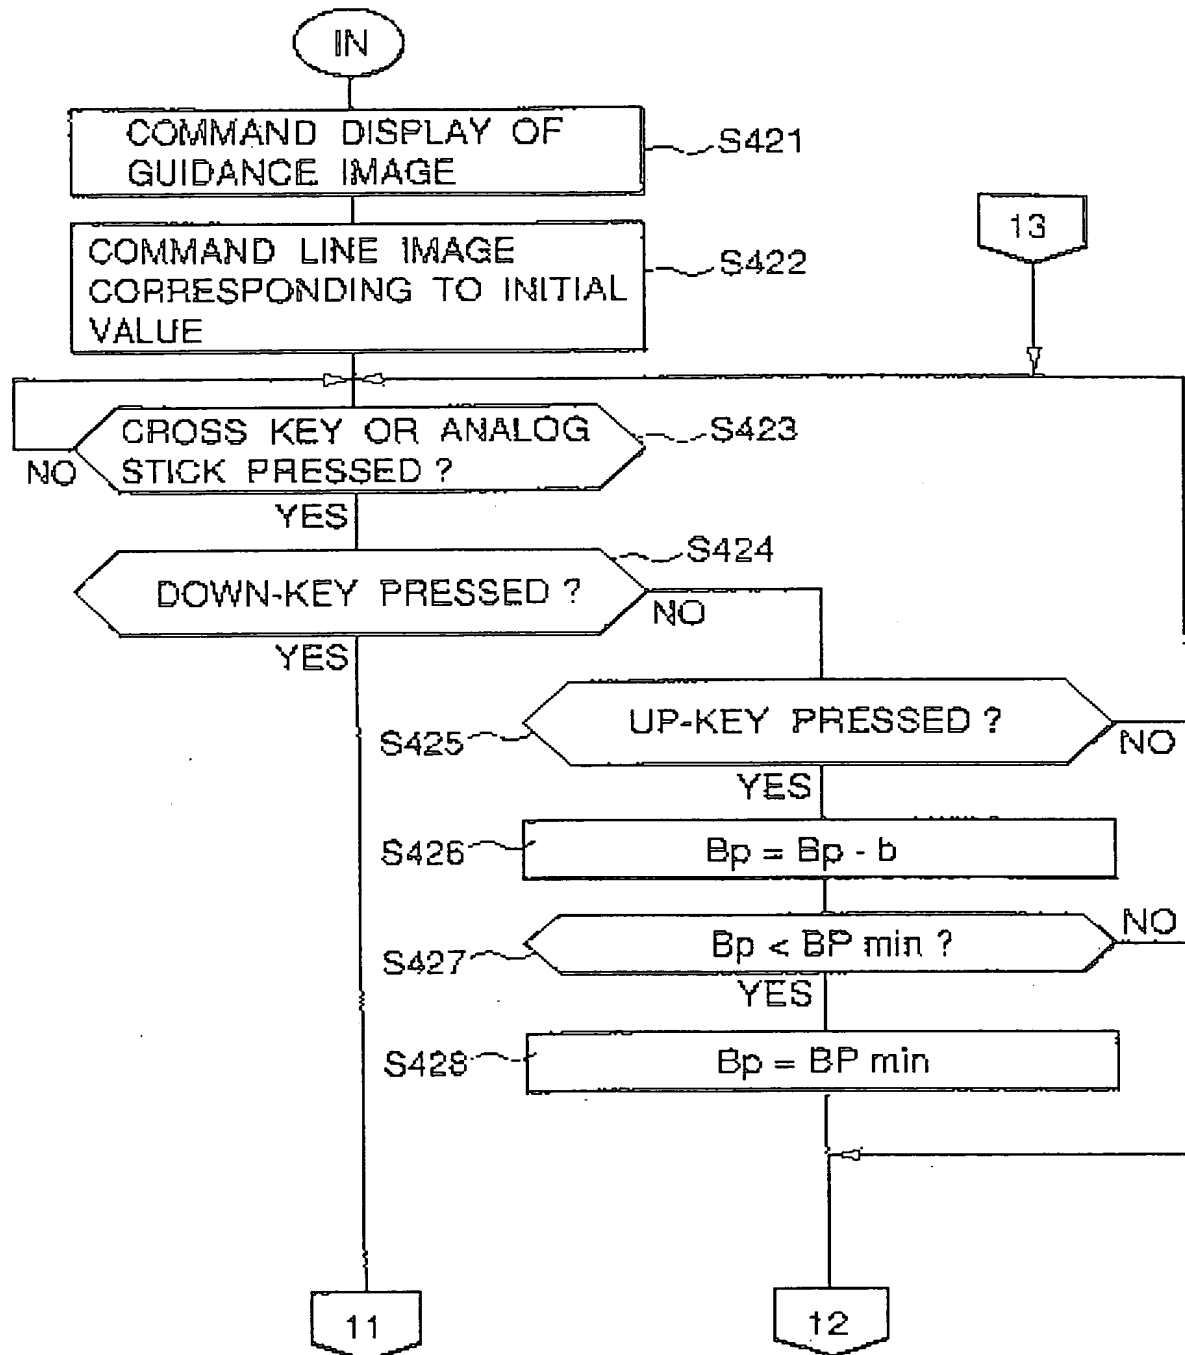 IN
COMMAND DISPLAY OF
GUIDANCE IMAGE
S421
COMMAND LINE IMAGE
CORRESPONDING TO INITIAL
VALUE
S422
13
CROSS KEY OR ANALOG
STICK PRESSED ?
S423
NO
YES
S424
DOWN-KEY PRESSED ?
NO
YES
UP-KEY PRESSED ?
S425
NO
YES
S426
Bp = Bp - b
NO
Bp < BP min ?
S427
YES
S428
Bp = BP min
11
12